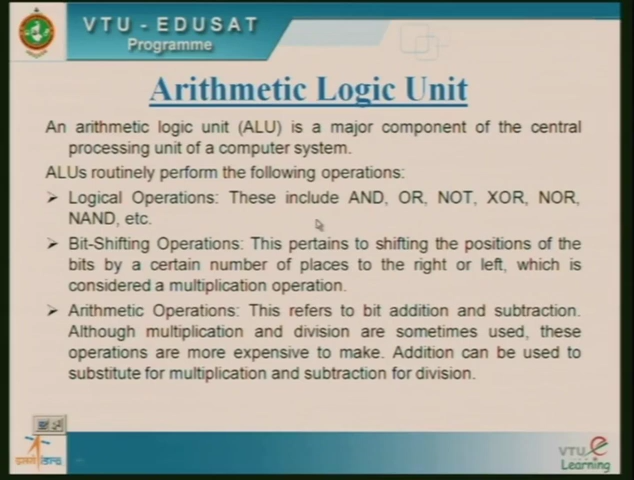 VTU - EDUSAT
Programme
Arithmetic Logic Unit
An arithmetic logic unit (ALU) is a major component of the central
processing unit of a computer system.
ALUs routinely perform the following operations:
➢ Logical Operations: These include AND, OR, NOT, XOR, NOR,
NAND, etc.
➢ Bit-Shifting Operations: This pertains to shifting the positions of the
bits by a certain number of places to the right or left, which is
considered a multiplication operation.
➢ Arithmetic Operations: This refers to bit addition and subtraction.
Although multiplication and division are sometimes used, these
operations are more expensive to make. Addition can be used to
substitute for multiplication and subtraction for division.
VTU e
Learning